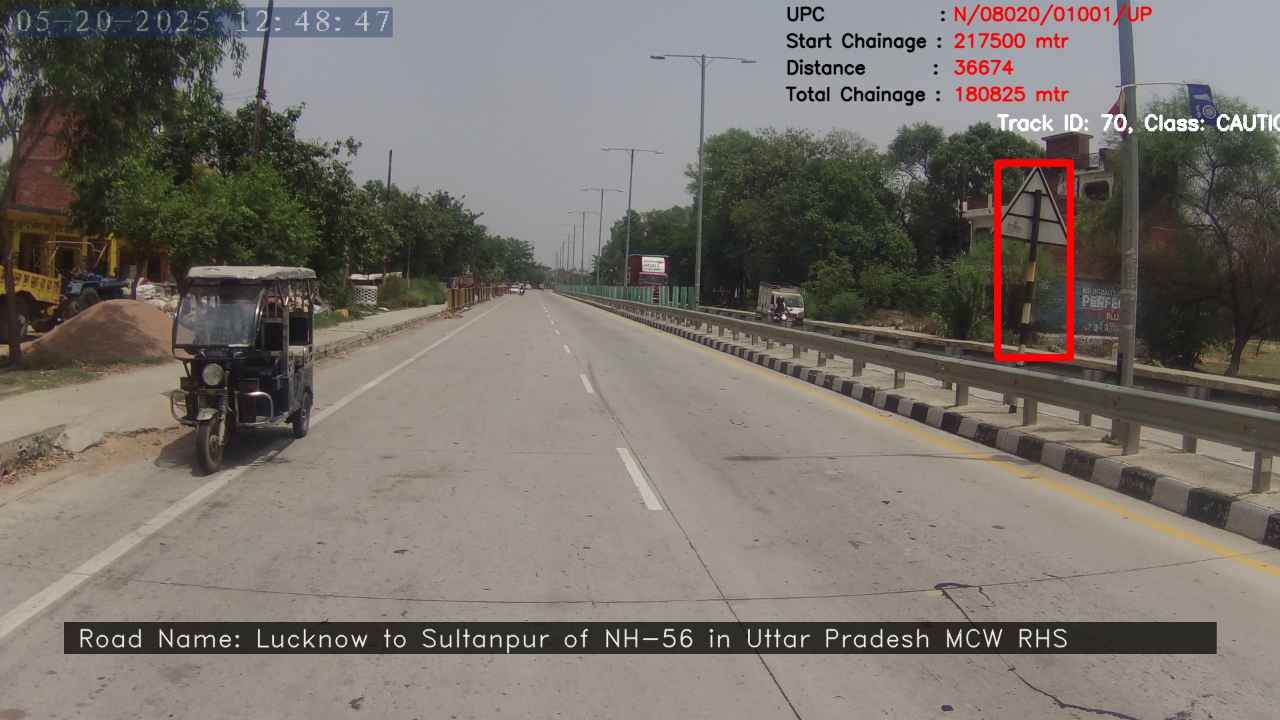 05-20-2025 12:48:47
UPC : N/08020/01001/UP
Start Chainage : 217500 mtr
Distance : 36674
Total Chainage : 180825 mtr
Track ID: 70, Class: CAUTIO
PERFE
Road Name: Lucknow to Sultanpur of NH-56 in Uttar Pradesh MCW RHS